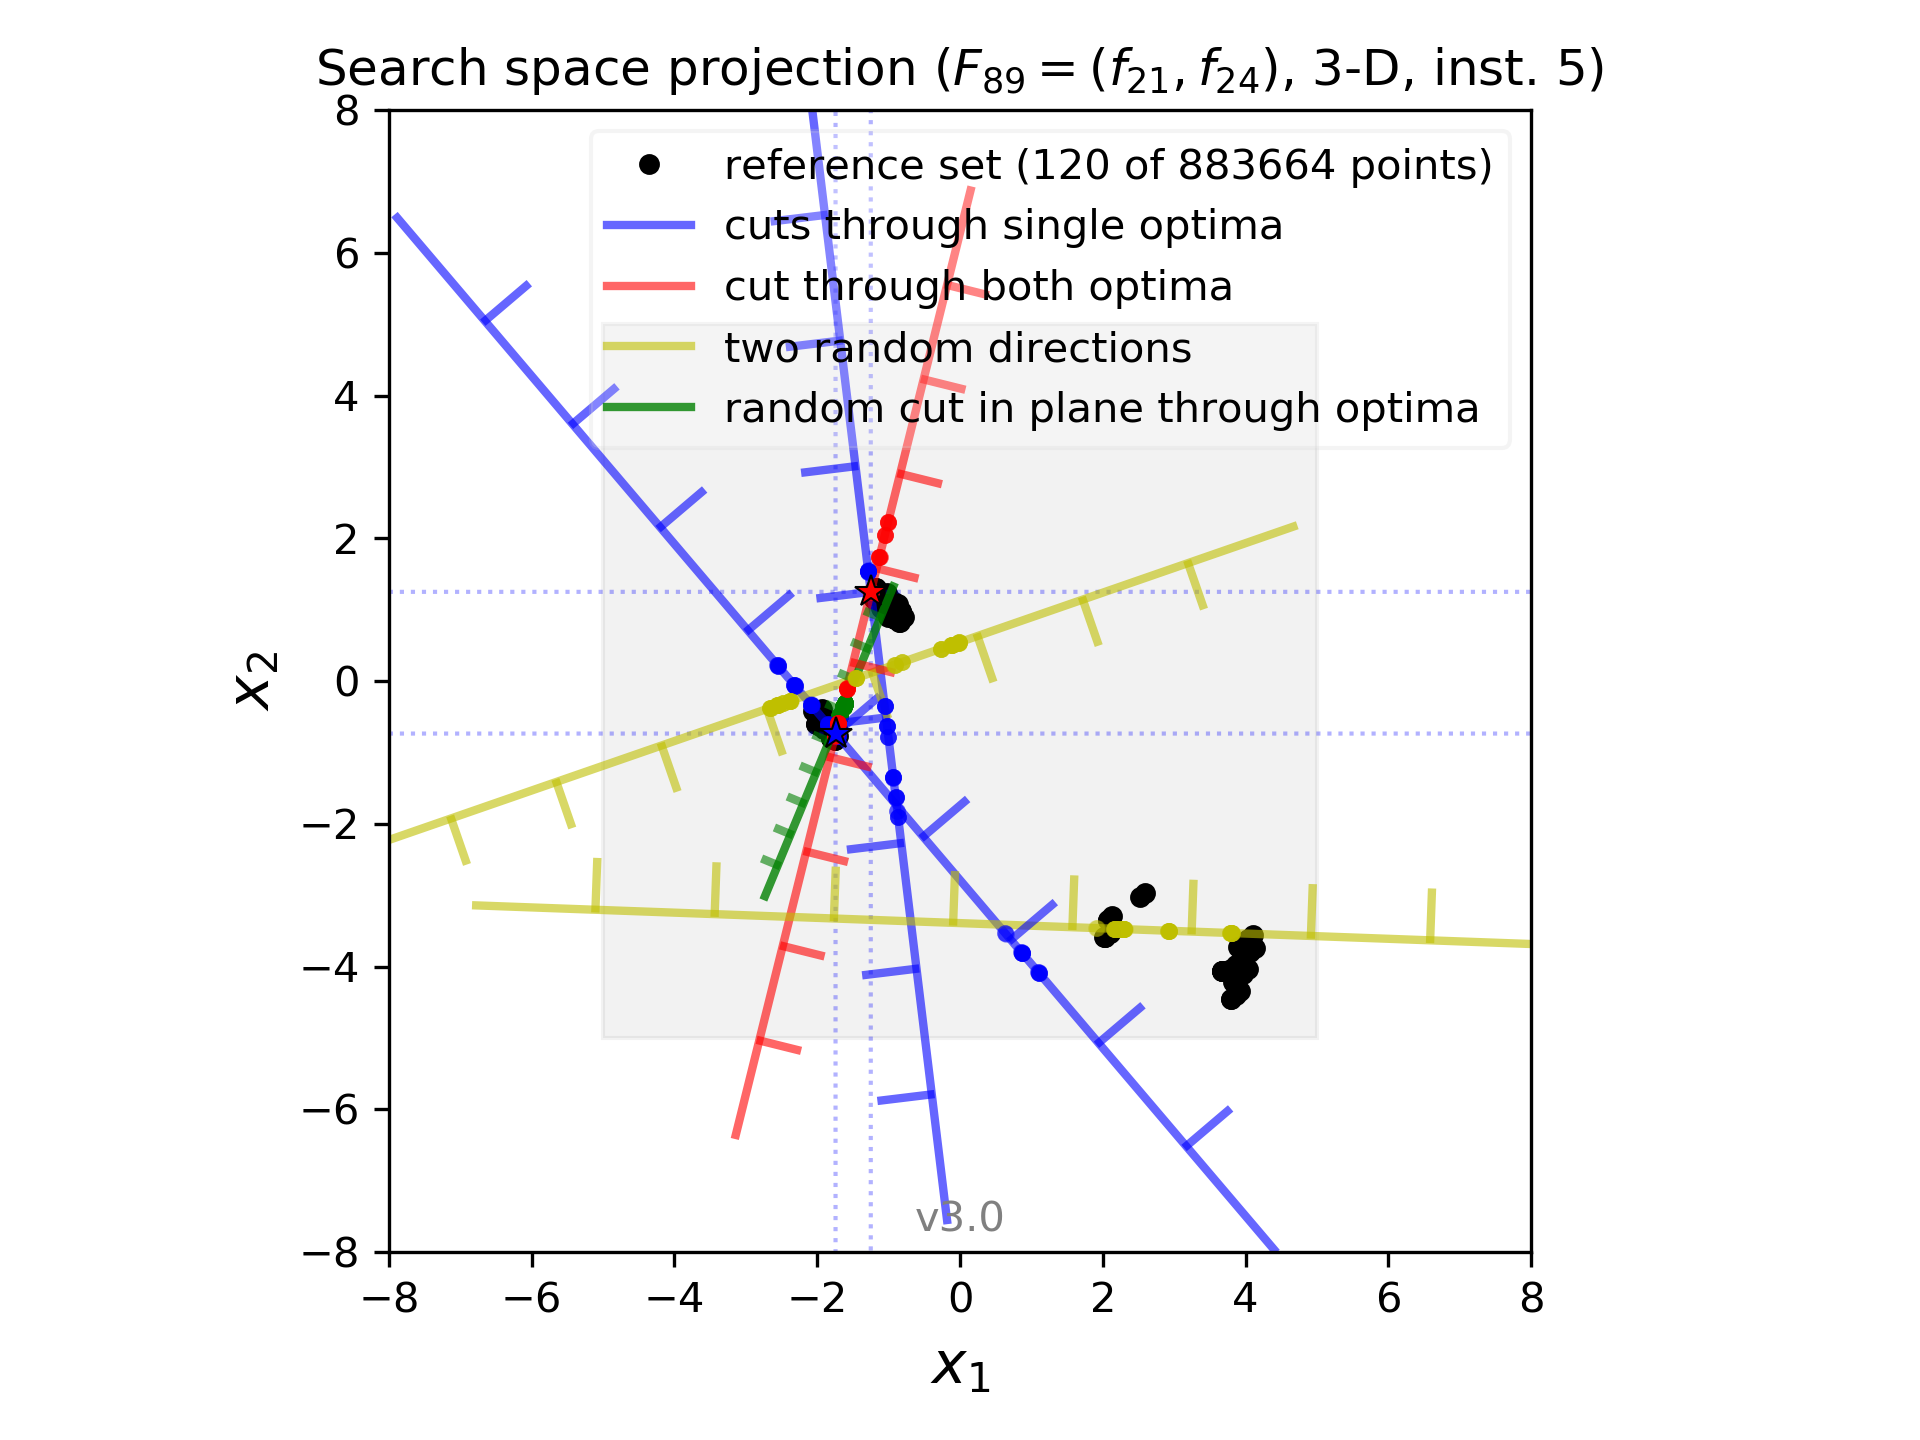 Search space projection (F89 = (f21, f24), 3-D, inst. 5)
reference set (120 of 883664 points)
cuts through single optima
cut through both optima
two random directions
random cut in plane through optima
8
6
4
2
0
−2
−4
−6
−8
x2
v3.0
−8 −6 −4 −2 0 2 4 6 8
x1